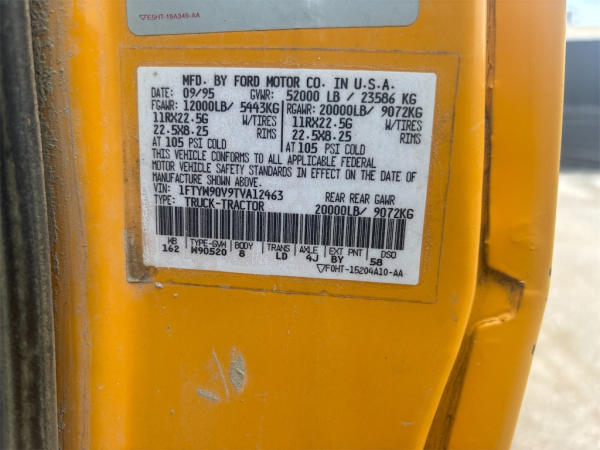 FESHT-19A349-AA
MFD. BY FORD MOTOR CO. IN U.S.A.
DATE: 09/95 GVWR: 52000 LB / 23586 KG
FGAWR: 12000LB/ 5443KG RGAWR: 20000LB/ 9072KG
11RX22.5G W/TIRES 11RX22.5G W/TIRES
22.5X8.25 RIMS 22.5X8.25 RIMS
AT 105 PSI COLD AT 105 PSI COLD
THIS VEHICLE CONFORMS TO ALL APPLICABLE FEDERAL
MOTOR VEHICLE SAFETY STANDARDS IN EFFECT ON DATE OF
MANUFACTURE SHOWN ABOVE.
VIN: 1FTYW90V9TVA12463 REAR REAR GAWR
TYPE: TRUCK-TRACTOR 20000LB/ 9072KG
WB TYPE-GVW BODY TRANS AXLE EXT PNT DSO
162 W90520 8 LD 4J BY 58
F0HT-15204A10-AA